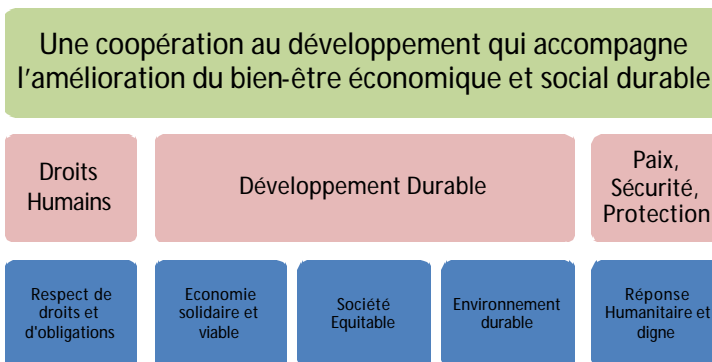 Une coopération au développement qui accompagne
l'amélioration du bien-être économique et social durable
Droits
Humains
Développement Durable
Paix,
Sécurité,
Protection
Respect de
droits et
d'obligations
Economie
solidaire et
viable
Société
Equitable
Environnement
durable
Réponse
Humanitaire et
digne